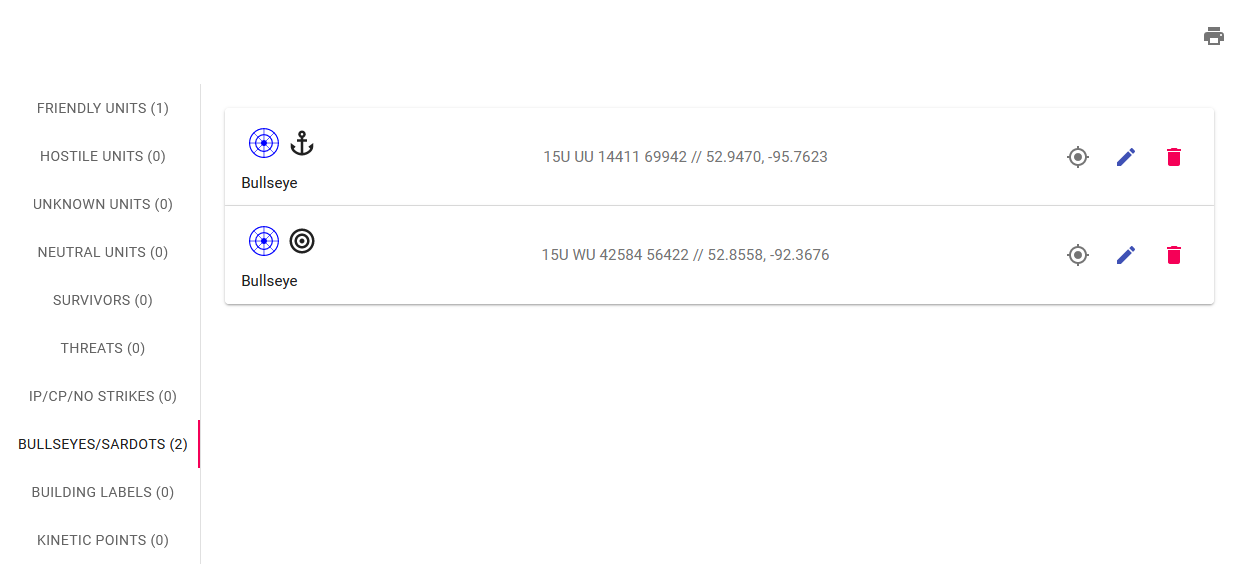 FRIENDLY UNITS (1)
HOSTILE UNITS (0)
UNKNOWN UNITS (0)
NEUTRAL UNITS (0)
SURVIVORS (0)
THREATS (0)
IP/CP/NO STRIKES (0)
BULLSEYES/SARDOTS (2)
BUILDING LABELS (0)
KINETIC POINTS (0)
15U UU 14411 69942 // 52.9470, -95.7623
Bullseye
15U WU 42584 56422 // 52.8558, -92.3676
Bullseye